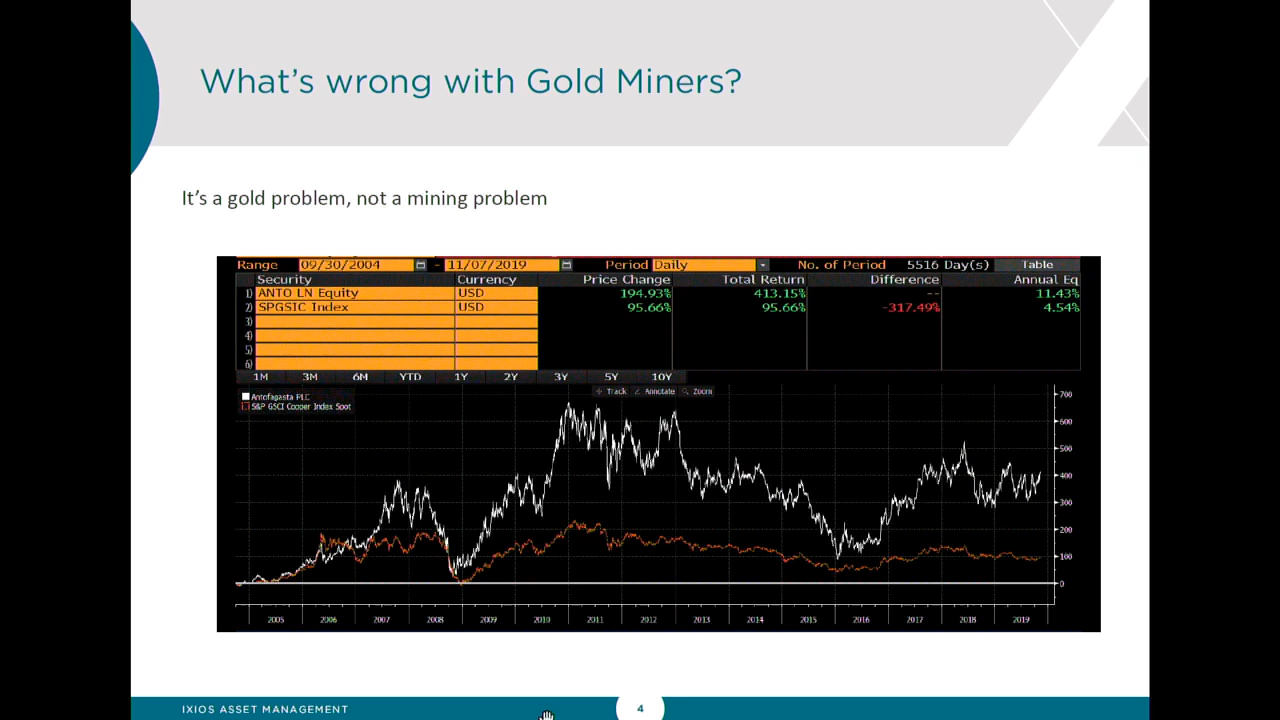 What's wrong with Gold Miners?
It's a gold problem, not a mining problem
Range 09/30/2004 - 11/07/2019 Period Daily No. of Period 5516 Day(s) Table
Security Currency Price Change Total Return Difference Annual Eq
1) ANTO LN Equity USD 194.93% 413.15% -- 11.43%
2) SPGSIC Index USD 95.66% 95.66% -317.49% 4.54%
3)
4)
5)
6)
1M 3M 6M YTD 1Y 2Y 3Y 5Y 10Y
Track Annotate Zoom
Antofagasta PLC
S&P GSCI Copper Index Spot
700
600
500
400
300
200
100
0
2005 2006 2007 2008 2009 2010 2011 2012 2013 2014 2015 2016 2017 2018 2019
IXIOS ASSET MANAGEMENT 4